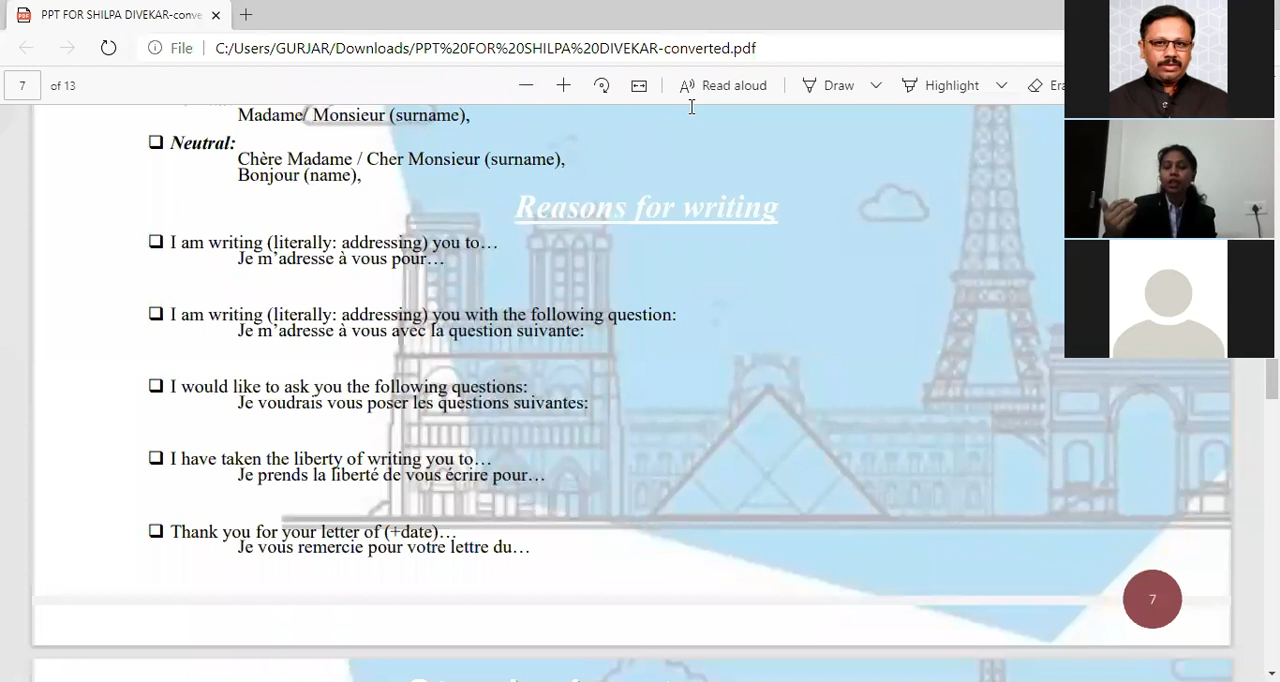 PPT FOR SHILPA DIVEKAR-conve
File C:/Users/GURJAR/Downloads/PPT%20FOR%20SHILPA%20DIVEKAR-converted.pdf
7 of 13 Read aloud Draw Highlight Era
Madame/ Monsieur (surname),
Neutral:
Chère Madame / Cher Monsieur (surname),
Bonjour (name),
Reasons for writing
I am writing (literally: addressing) you to…
Je m’adresse à vous pour…
I am writing (literally: addressing) you with the following question:
Je m’adresse à vous avec la question suivante:
I would like to ask you the following questions:
Je voudrais vous poser les questions suivantes:
I have taken the liberty of writing you to…
Je prends la liberté de vous écrire pour…
Thank you for your letter of (+date)…
Je vous remercie pour votre lettre du…
7